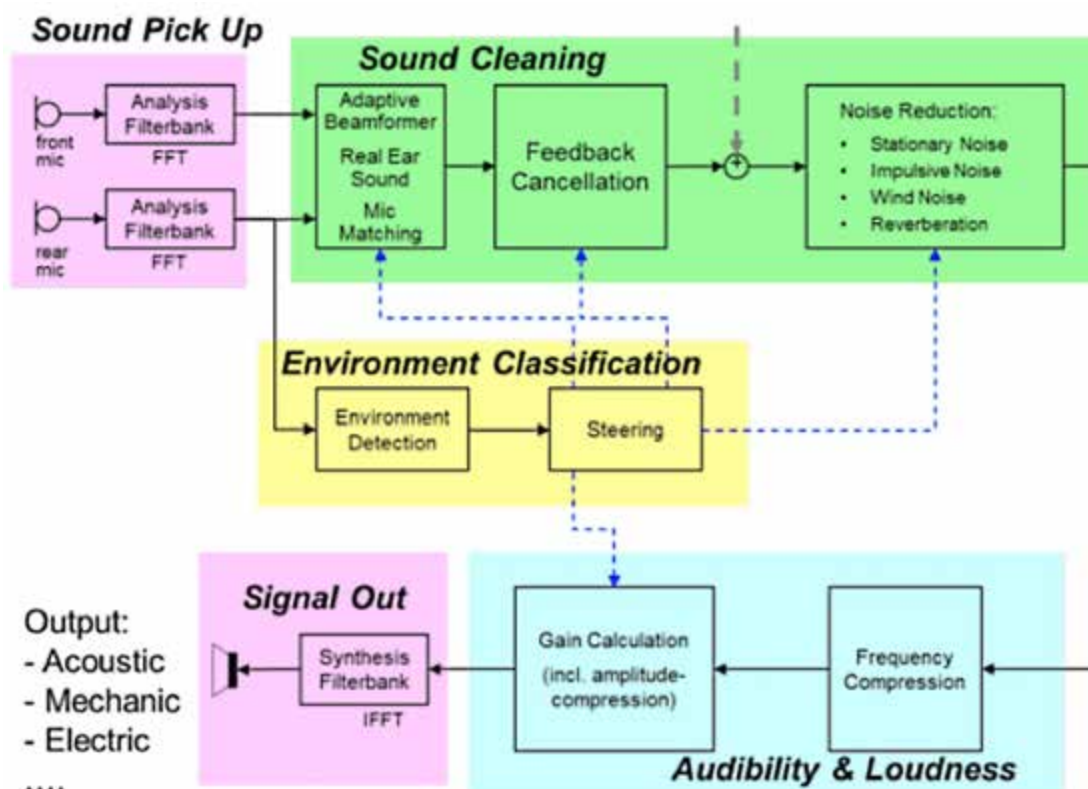 Sound Pick Up
front
mic
Analysis
Filterbank
FFT
rear
mic
Analysis
Filterbank
FFT
Sound Cleaning
Adaptive
Beamformer
Real Ear
Sound
Mic
Matching
Feedback
Cancellation
+
Noise Reduction:
• Stationary Noise
• Impulsive Noise
• Wind Noise
• Reverberation
Environment Classification
Environment
Detection
Steering
Signal Out
Output:
- Acoustic
- Mechanic
- Electric
....
Synthesis
Filterbank
IFFT
Gain Calculation
(incl. amplitude-
compression)
Frequency
Compression
Audibility & Loudness